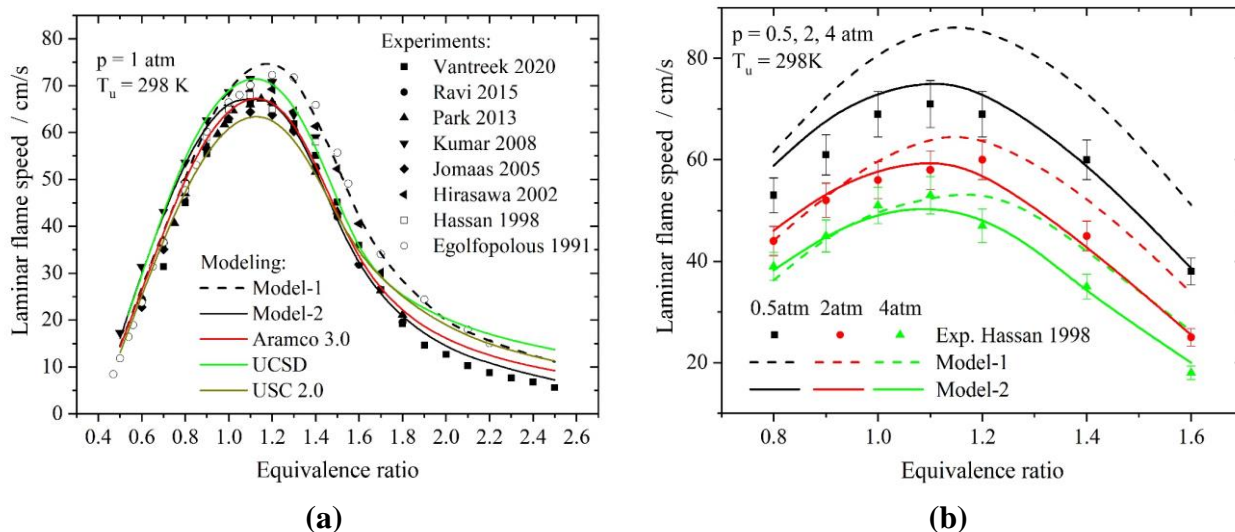 80
70
60
50
40
30
20
10
0
Laminar flame speed / cm/s
p = 1 atm
T_u = 298 K
Experiments:
Vantreek 2020
Ravi 2015
Park 2013
Kumar 2008
Jomaas 2005
Hirasawa 2002
Hassan 1998
Egolfopolous 1991
Modeling:
Model-1
Model-2
Aramco 3.0
UCSD
USC 2.0
0.4 0.6 0.8 1.0 1.2 1.4 1.6 1.8 2.0 2.2 2.4 2.6
Equivalence ratio
(a)
80
60
40
20
Laminar flame speed / cm/s
p = 0.5, 2, 4 atm
T_u = 298K
0.5atm 2atm 4atm
Exp. Hassan 1998
Model-1
Model-2
0.8 1.0 1.2 1.4 1.6
Equivalence ratio
(b)